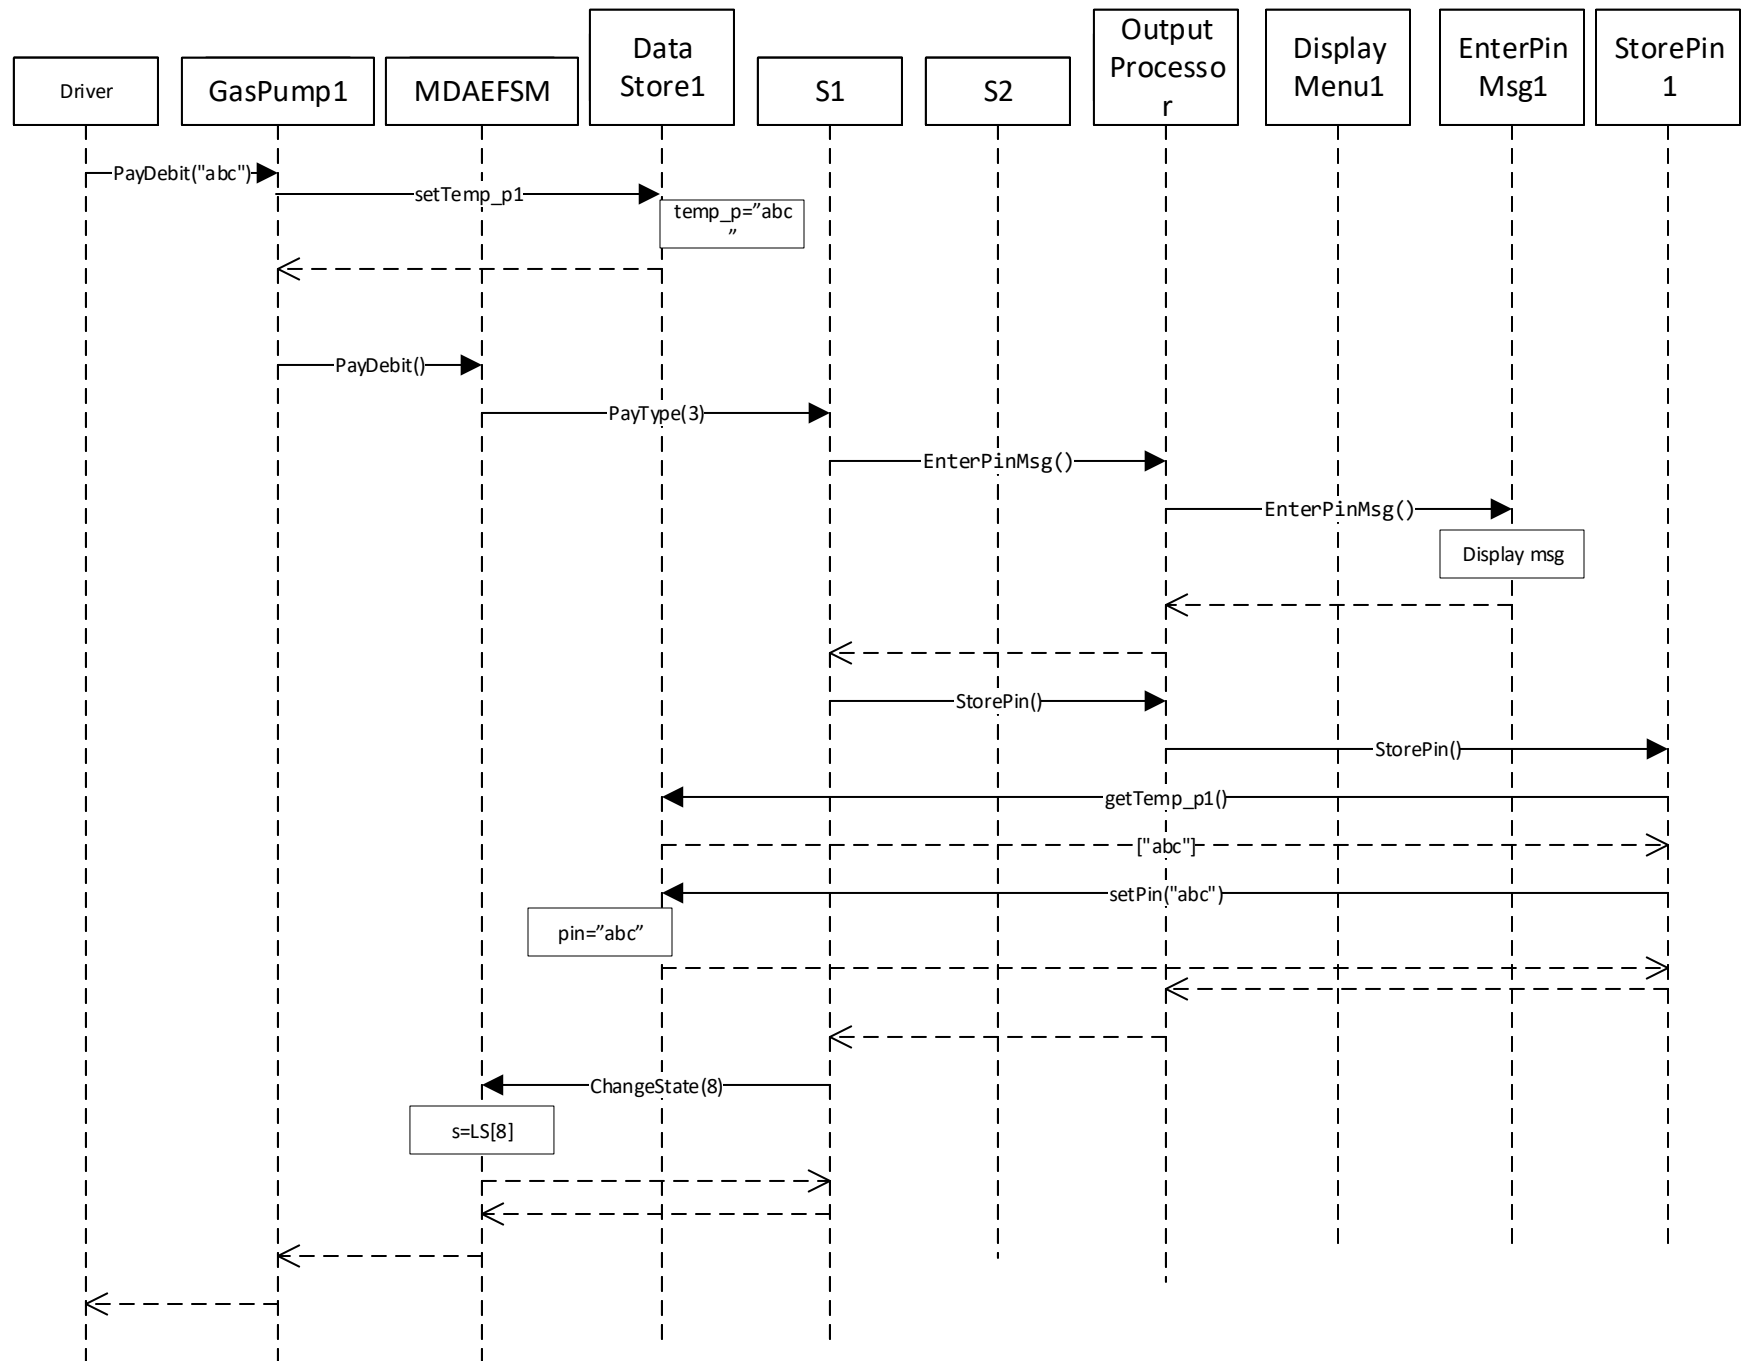 Driver
GasPump1
MDAEFSM
Data
Store1
S1
S2
Output
Processo
r
Display
Menu1
EnterPin
Msg1
StorePin
1
PayDebit("abc")
setTemp_p1
temp_p=”abc
”
PayDebit()
PayType(3)
EnterPinMsg()
EnterPinMsg()
Display msg
StorePin()
StorePin()
getTemp_p1()
["abc"]
setPin("abc")
pin=”abc”
ChangeState(8)
s=LS[8]